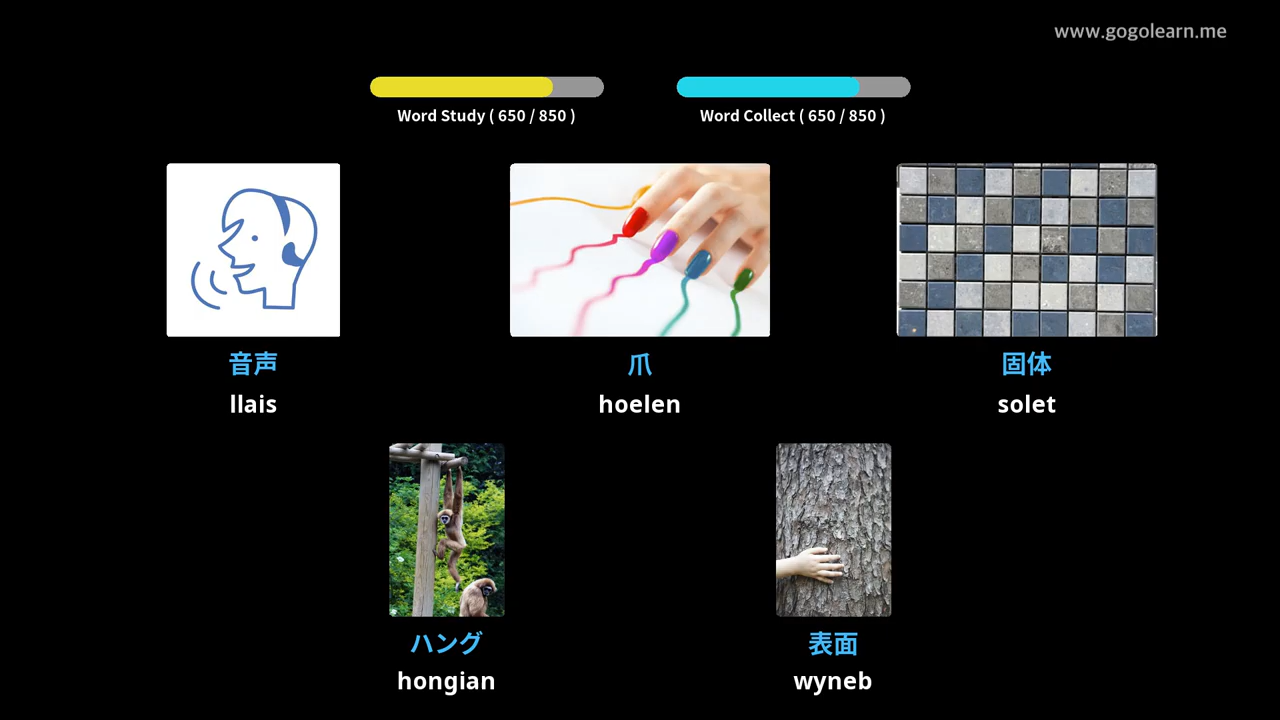 www.gogolearn.me
Word Study ( 650 / 850 )
Word Collect ( 650 / 850 )
音声
llais
爪
hoelen
固体
solet
ハング
hongian
表面
wyneb